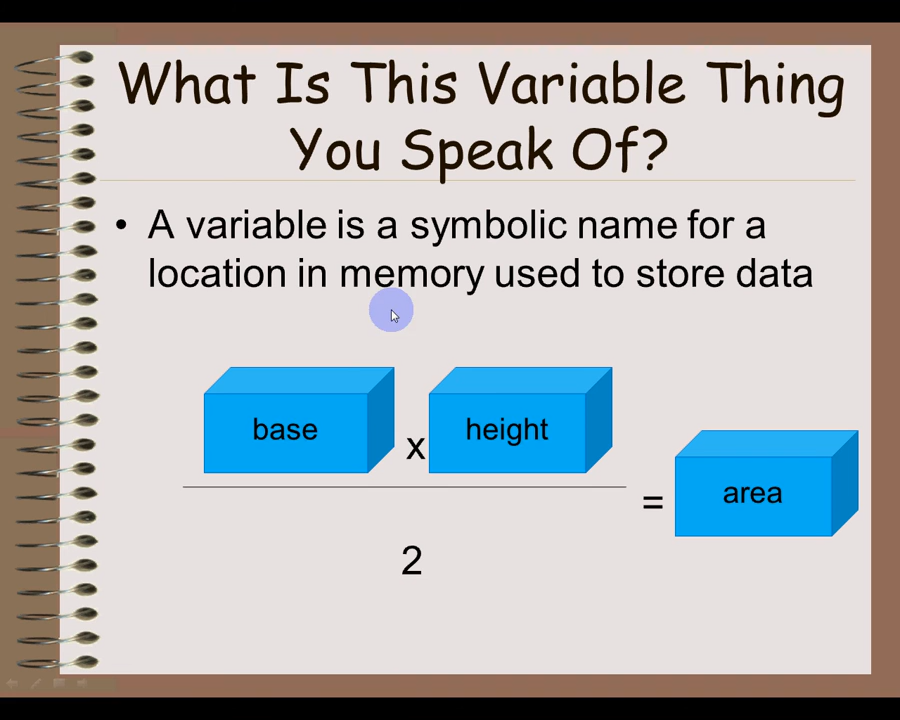 What Is This Variable Thing
You Speak Of?
• A variable is a symbolic name for a
location in memory used to store data
base x height
= area
2